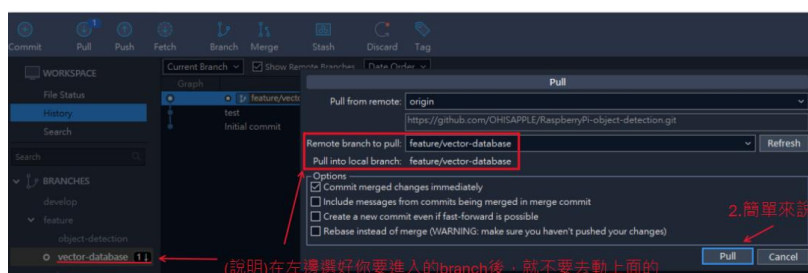 1
Commit Pull Push Fetch Branch Merge Stash Discard Tag
WORKSPACE
File Status
History
Search
Search
BRANCHES
develop
feature
object-detection
vector-database 1↓
Current Branch Show Remote Branches Date Order
Graph
feature/vect
test
Initial commit
Pull
Pull from remote: origin
https://github.com/OHISAPPLE/RaspberryPi-object-detection.git
Remote branch to pull: feature/vector-database Refresh
Pull into local branch: feature/vector-database
Options
Commit merged changes immediately
Include messages from commits being merged in merge commit
Create a new commit even if fast-forward is possible
Rebase instead of merge (WARNING: make sure you haven't pushed your changes)
2.簡單來說
Pull Cancel
(說明)在左邊選好你要進入的branch後，就不要去動上面的